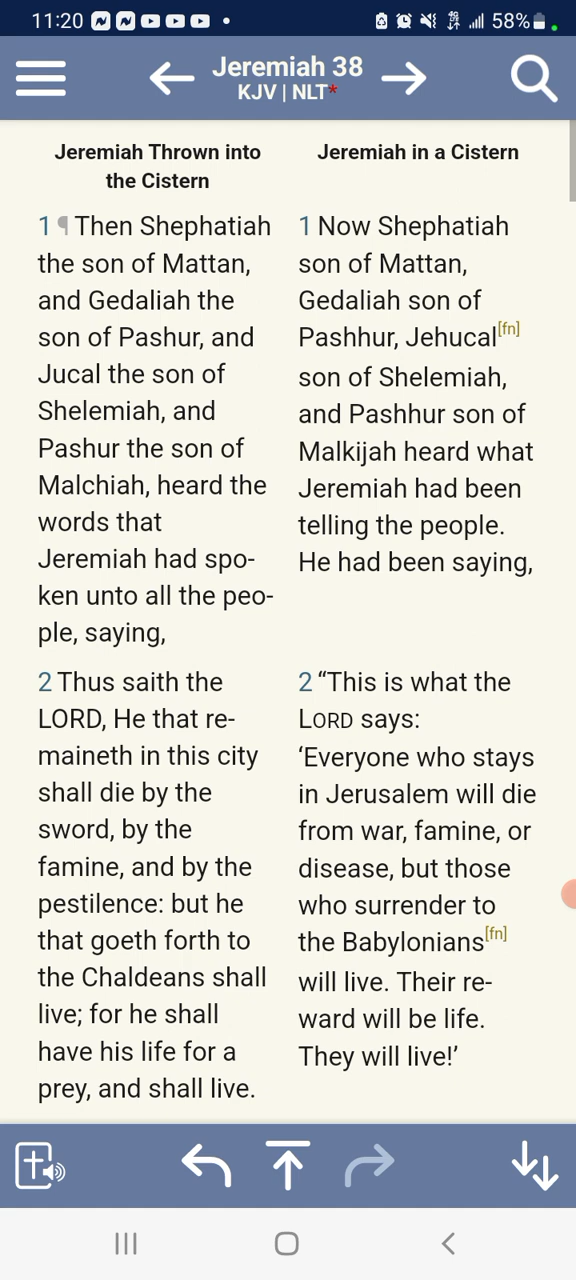 11:20
58%
Jeremiah 38
KJV | NLT*
Jeremiah Thrown into
the Cistern
1 ¶ Then Shephatiah
the son of Mattan,
and Gedaliah the
son of Pashur, and
Jucal the son of
Shelemiah, and
Pashur the son of
Malchiah, heard the
words that
Jeremiah had spo-
ken unto all the peo-
ple, saying,
2 Thus saith the
LORD, He that re-
maineth in this city
shall die by the
sword, by the
famine, and by the
pestilence: but he
that goeth forth to
the Chaldeans shall
live; for he shall
have his life for a
prey, and shall live.
Jeremiah in a Cistern
1 Now Shephatiah
son of Mattan,
Gedaliah son of
Pashhur, Jehucal[fn]
son of Shelemiah,
and Pashhur son of
Malkijah heard what
Jeremiah had been
telling the people.
He had been saying,
2 “This is what the
LORD says:
‘Everyone who stays
in Jerusalem will die
from war, famine, or
disease, but those
who surrender to
the Babylonians[fn]
will live. Their re-
ward will be life.
They will live!’